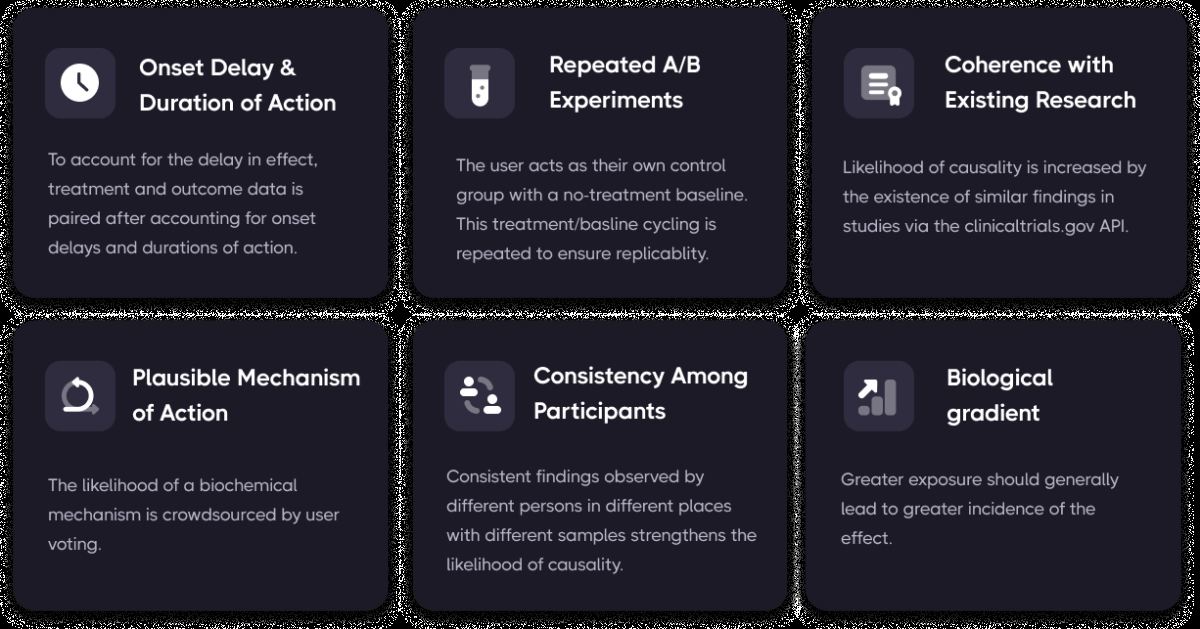 Onset Delay &
Duration of Action
To account for the delay in effect,
treatment and outcome data is
paired after accounting for onset
delays and durations of action.
Repeated A/B
Experiments
The user acts as their own control
group with a no-treatment baseline.
This treatment/basline cycling is
repeated to ensure replicablity.
Coherence with
Existing Research
Likelihood of causality is increased by
the existence of similar findings in
studies via the clinicaltrials.gov API.
Plausible Mechanism
of Action
The likelihood of a biochemical
mechanism is crowdsourced by user
voting.
Consistency Among
Participants
Consistent findings observed by
different persons in different places
with different samples strengthens the
likelihood of causality.
Biological
gradient
Greater exposure should generally
lead to greater incidence of the
effect.